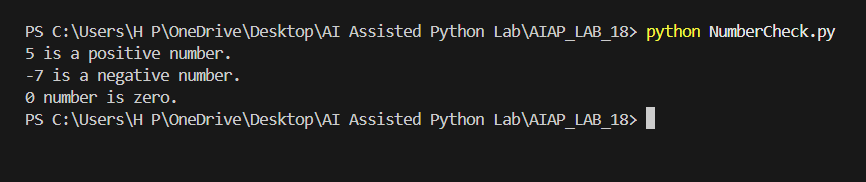 PS C:\Users\H P\OneDrive\Desktop\AI Assisted Python Lab\AIAP_LAB_18> python NumberCheck.py
5 is a positive number.
-7 is a negative number.
0 number is zero.
PS C:\Users\H P\OneDrive\Desktop\AI Assisted Python Lab\AIAP_LAB_18>